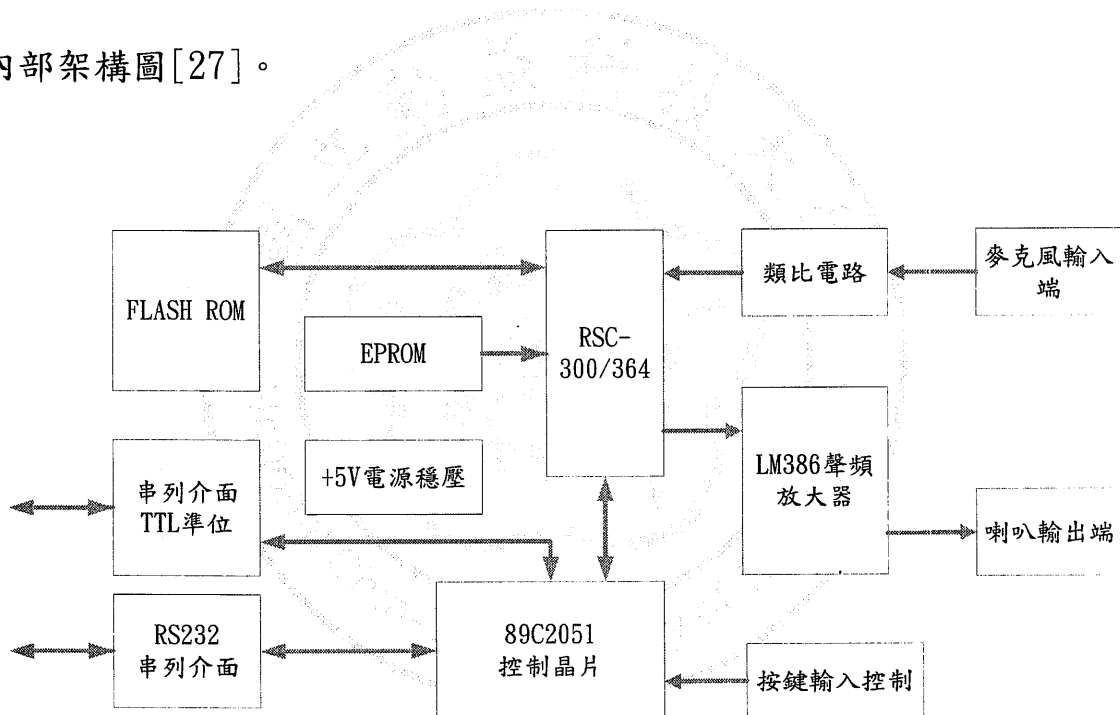 內部架構圖[27]。
FLASH ROM
EPROM
RSC-
300/364
類比電路
麥克風輸入
端
+5V電源穩壓
LM386聲頻
放大器
喇叭輸出端
串列介面
TTL準位
RS232
串列介面
89C2051
控制晶片
按鍵輸入控制